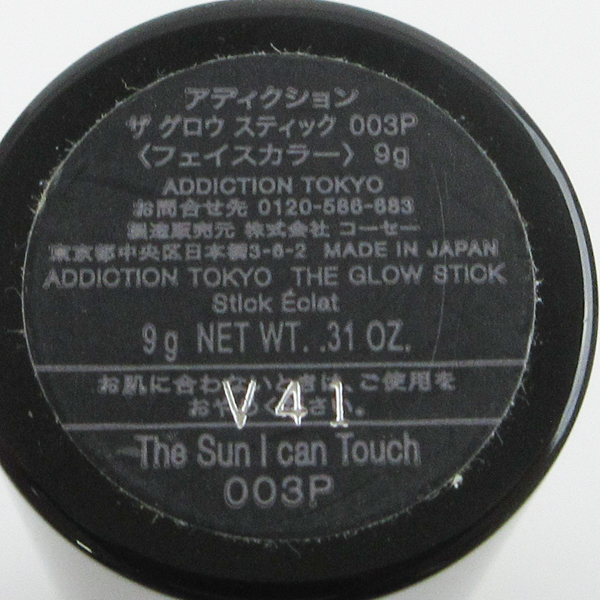 アディクション
ザ グロウ スティック 003P
〈フェイスカラー〉 9g
ADDICTION TOKYO
お問合せ先 0120-586-683
製造販売元 株式会社 コーセー
東京都中央区日本橋3-6-2 MADE IN JAPAN
ADDICTION TOKYO THE GLOW STICK
Stick Éclat
9g NET WT. .31 OZ.
お肌に合わないときは、ご使用を
おやめください。
V41
The Sun I can Touch
003P